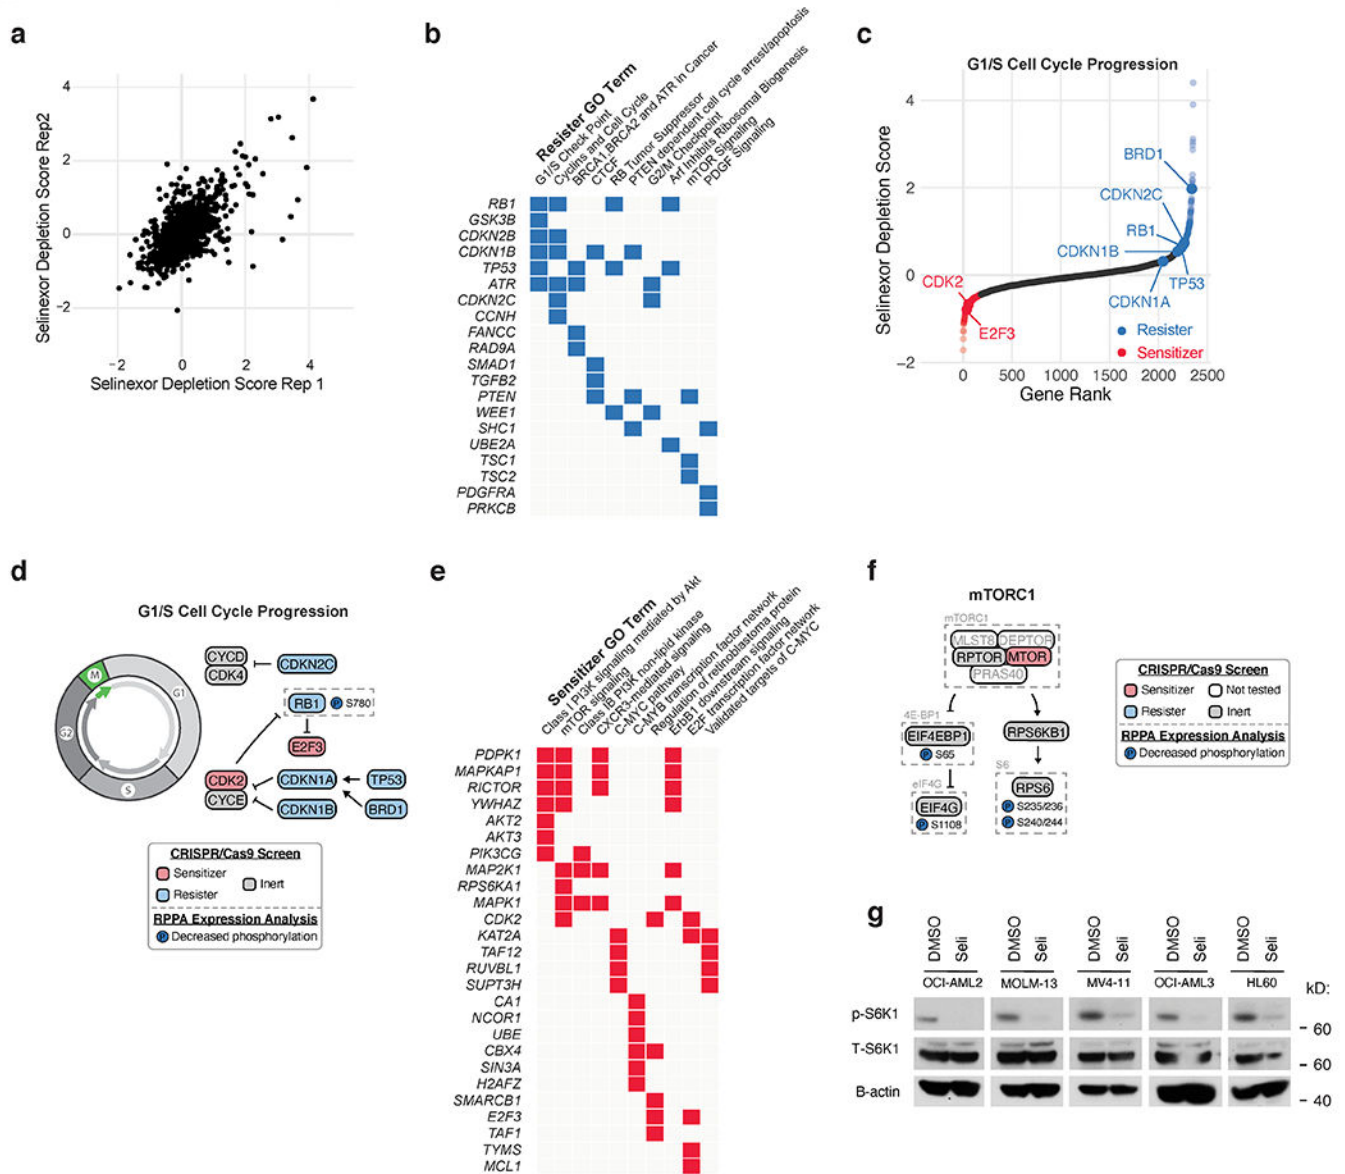 a
4
2
0
−2
−2
0
2
4
Selinexor Depletion Score Rep2
Selinexor Depletion Score Rep 1
b
Resister GO Term
G1/S Check Point
Cyclins and Cell Cycle
BRCA1,BRCA2 and ATR in Cancer
CTCF
RB Tumor Suppressor
PTEN dependent cell cycle arrest/apoptosis
G2/M Checkpoint
Arf Inhibits Ribosomal Biogenesis
mTOR Signaling
PDGF Signaling
RB1
GSK3B
CDKN2B
CDKN1B
TP53
ATR
CDKN2C
CCNH
FANCC
RAD9A
SMAD1
TGFB2
PTEN
WEE1
SHC1
UBE2A
TSC1
TSC2
PDGFRA
PRKCB
c
G1/S Cell Cycle Progression
Selinexor Depletion Score
4
2
0
−2
BRD1
CDKN2C
RB1
CDKN1B
CDK2
TP53
CDKN1A
E2F3
Resister
Sensitizer
0
500
1000
1500
2000
2500
Gene Rank
d
G1/S Cell Cycle Progression
M
G1
G2
S
CYCD
CDK4
CDKN2C
RB1
P S780
E2F3
CDK2
CYCE
CDKN1A
CDKN1B
TP53
BRD1
CRISPR/Cas9 Screen
Sensitizer
Inert
Resister
RPPA Expression Analysis
P Decreased phosphorylation
e
Sensitizer GO Term
Class I PI3K signaling mediated by Akt
mTOR signaling
Class IB PI3K non-lipid kinase
CXCR3-mediated signaling
C-MYC pathway
C-MYB transcription factor network
Regulation of retinoblastoma protein
ErbB1 downstream signaling
E2F transcription factor network
Validated targets of C-MYC
PDPK1
MAPKAP1
RICTOR
YWHAZ
AKT2
AKT3
PIK3CG
MAP2K1
RPS6KA1
MAPK1
CDK2
KAT2A
TAF12
RUVBL1
SUPT3H
CA1
NCOR1
UBE
CBX4
SIN3A
H2AFZ
SMARCB1
E2F3
TAF1
TYMS
MCL1
f
mTORC1
mTORC1
MLST8 DEPTOR
RPTOR MTOR
PRAS40
4E-BP1
EIF4EBP1
P S65
eIF4G
EIF4G
P S1108
RPS6KB1
S6
RPS6
P S235/236
P S240/244
CRISPR/Cas9 Screen
Sensitizer
Not tested
Resister
Inert
RPPA Expression Analysis
P Decreased phosphorylation
g
DMSO
Seli
DMSO
Seli
DMSO
Seli
DMSO
Seli
DMSO
Seli
OCI-AML2
MOLM-13
MV4-11
OCI-AML3
HL60
kD:
p-S6K1
– 60
T-S6K1
– 60
B-actin
– 40